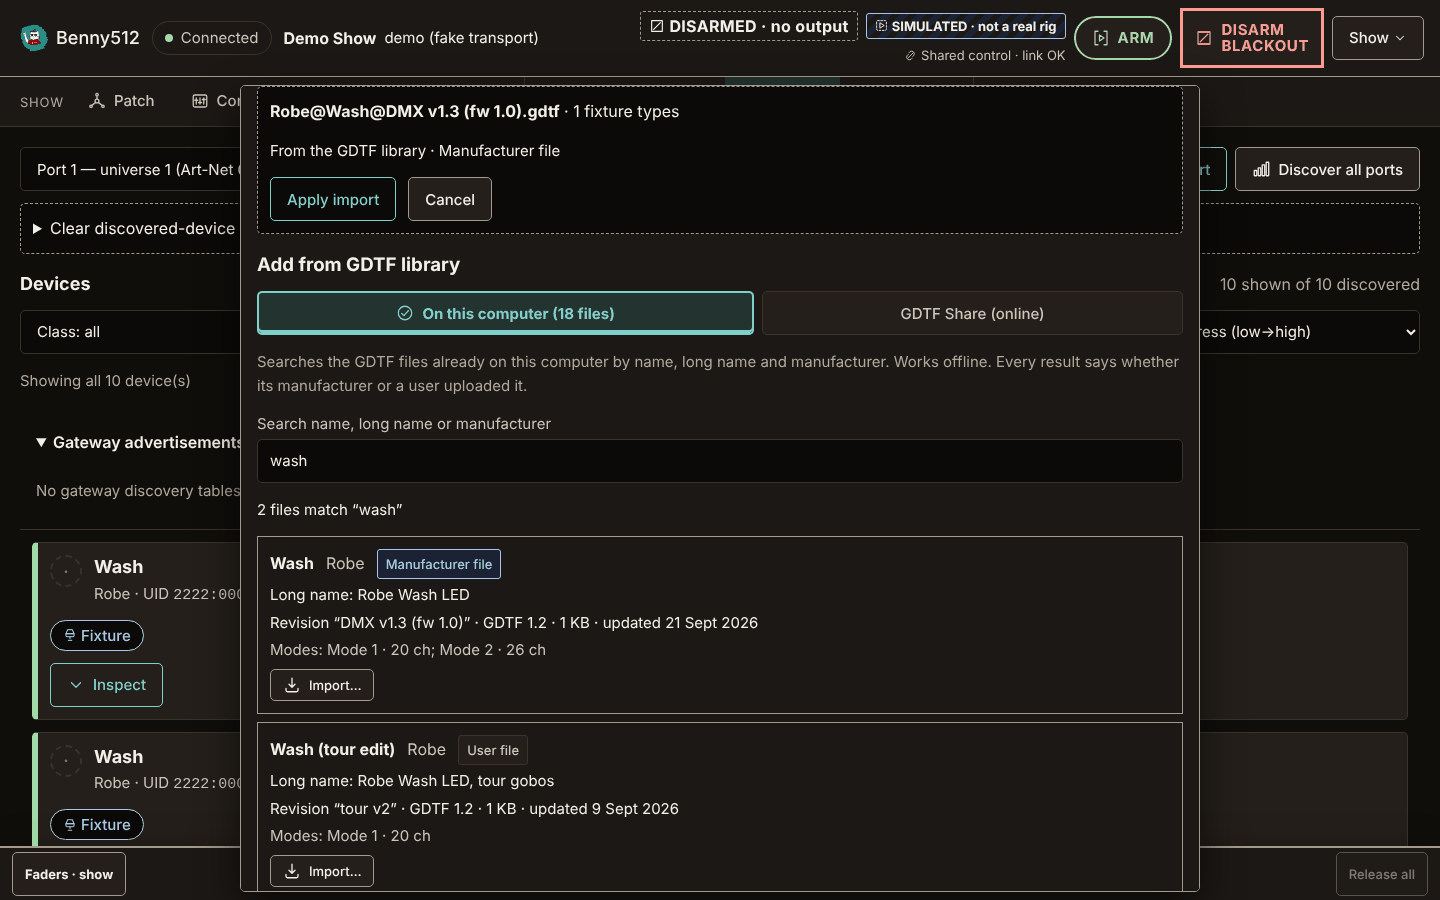 Benny512
Connected
Demo Show demo (fake transport)
DISARMED · no output
SIMULATED · not a real rig
Shared control · link OK
ARM
DISARM
BLACKOUT
Show
SHOW
Patch
Port 1 — universe 1 (Art-Net
Discover all ports
Clear discovered-device
Devices
10 shown of 10 discovered
Class: all
(low→high)
Showing all 10 device(s)
Gateway advertisements
No gateway discovery tables
Wash
Robe · UID 2222:000
Fixture
Inspect
Wash
Robe · UID 2222:000
Fixture
Robe@Wash@DMX v1.3 (fw 1.0).gdtf · 1 fixture types
From the GDTF library · Manufacturer file
Apply import
Cancel
Add from GDTF library
On this computer (18 files)
GDTF Share (online)
Searches the GDTF files already on this computer by name, long name and manufacturer. Works offline. Every result says whether
its manufacturer or a user uploaded it.
Search name, long name or manufacturer
wash
2 files match “wash”
Wash Robe Manufacturer file
Long name: Robe Wash LED
Revision “DMX v1.3 (fw 1.0)” · GDTF 1.2 · 1 KB · updated 21 Sept 2026
Modes: Mode 1 · 20 ch; Mode 2 · 26 ch
Import...
Wash (tour edit) Robe User file
Long name: Robe Wash LED, tour gobos
Revision “tour v2” · GDTF 1.2 · 1 KB · updated 9 Sept 2026
Modes: Mode 1 · 20 ch
Import...
Faders · show
Release all